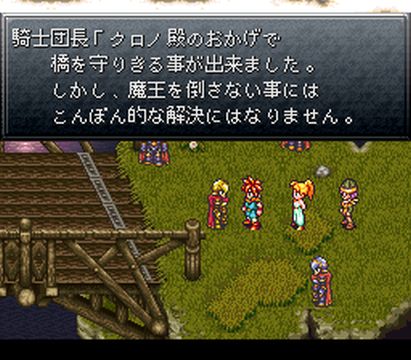 騎士団長「クロノ殿のおかげで
橋を守りきる事が出来ました。
しかし、魔王を倒さない事には
こんぽん的な解決にはなりません。